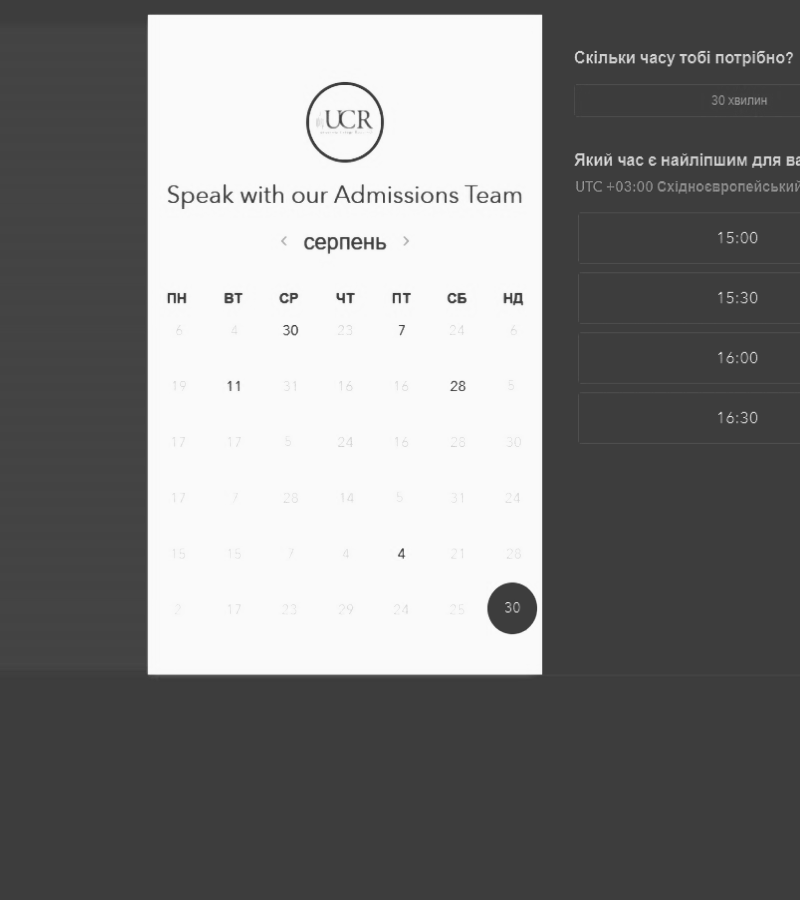 UCR
Speak with our Admissions Team
< серпень >
ПН ВТ СР ЧТ ПТ СБ НД
6 4 30 23 7 24 6
19 11 31 16 16 28 5
17 17 5 24 16 28 30
17 7 28 14 5 31 24
15 15 7 4 4 21 28
2 17 23 29 24 25 30
Скільки часу тобі потрібно?
30 хвилин
Який час є найліпшим для ва
UTC +03:00 Східноєвропейський
15:00
15:30
16:00
16:30